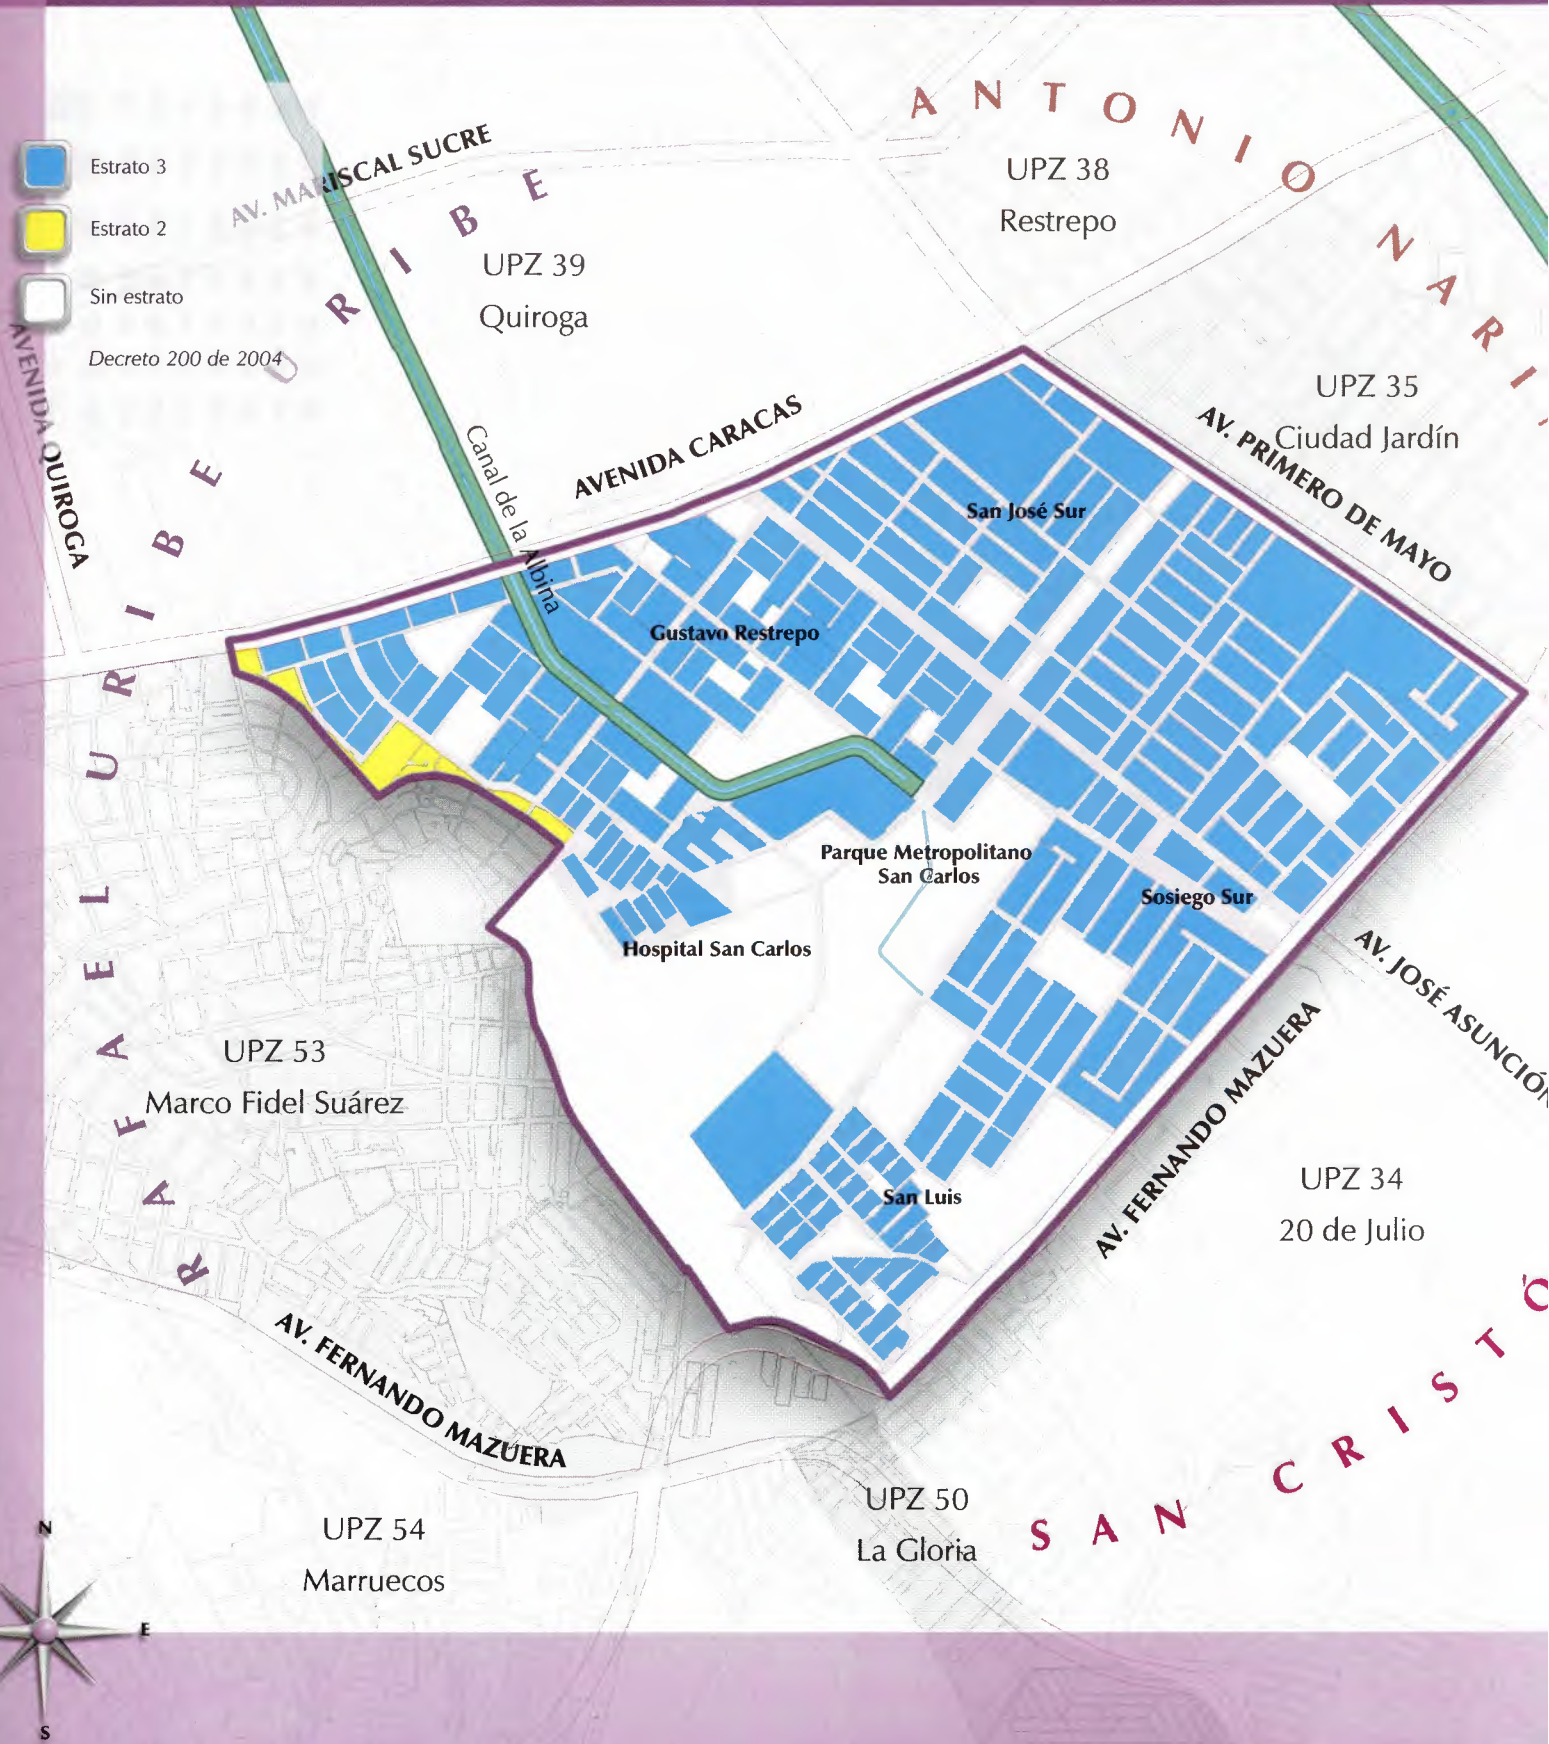 Estrato 3
Estrato 2
Sin estrato
Decreto 200 de 2004
AVENIDA QUIROGA
AV. MARISCAL SUCRE
RAFAEL URIBE URIBE
UPZ 39
Quiroga
ANTONIO NARI
UPZ 38
Restrepo
UPZ 35
Ciudad Jardín
AV. PRIMERO DE MAYO
AVENIDA CARACAS
Canal de la Albina
San José Sur
Gustavo Restrepo
Parque Metropolitano
San Carlos
Sosiego Sur
Hospital San Carlos
San Luis
AV. JOSÉ ASUNCIÓN
AV. FERNANDO MAZUERA
UPZ 53
Marco Fidel Suárez
UPZ 34
20 de Julio
AV. FERNANDO MAZUERA
SAN CRISTÓ
UPZ 50
La Gloria
UPZ 54
Marruecos
N
E
S